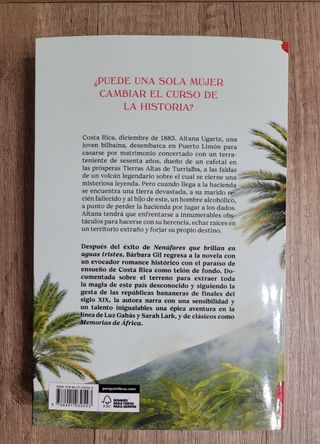 ¿PUEDE UNA SOLA MUJER
CAMBIAR EL CURSO DE
LA HISTORIA?
Costa Rica, diciembre de 1883. Aitana Ugarte, una
joven bilbaína, desembarca en Puerto Limón para
casarse por matrimonio concertado con un terra-
teniente de sesenta años, dueño de un cafetal en
las prósperas Tierras Altas de Turrialba, a las faldas
de un volcán legendario sobre el cual se cierne una
misteriosa leyenda. Pero cuando llega a la hacienda
se encuentra una tierra devastada, a su marido re-
cién fallecido y al hijo de este, un hombre alcohólico,
a punto de perder la hacienda por jugar a los dados.
Aitana tendrá que enfrentarse a innumerables obs-
táculos para hacerse con su herencia, echar raíces en
un territorio extraño y forjar su propio destino.
Después del éxito de Nenúfares que brillan en
aguas tristes, Bárbara Gil regresa a la novela con
un evocador romance histórico con el paraíso de
ensueño de Costa Rica como telón de fondo. Do-
cumentada sobre el terreno para extraer toda
la magia de este país desconocido y siguiendo la
gesta de las repúblicas bananeras de finales del
siglo XIX, la autora narra con una sensibilidad y
un talento inigualables una épica aventura en la
línea de Luz Gabás y Sarah Lark, y de clásicos como
Memorias de África.
penguinlibros.com
FSC